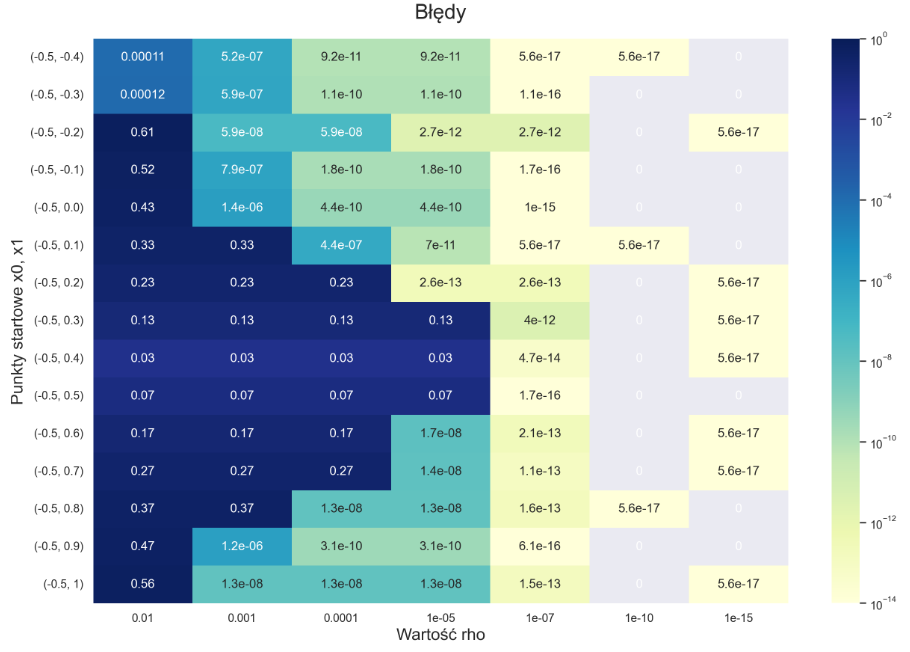 Błędy
(-0.5, -0.4) 0.00011 5.2e-07 9.2e-11 9.2e-11 5.6e-17 5.6e-17 0
(-0.5, -0.3) 0.00012 5.9e-07 1.1e-10 1.1e-10 1.1e-16 0 0
(-0.5, -0.2) 0.61 5.9e-08 5.9e-08 2.7e-12 2.7e-12 0 5.6e-17
(-0.5, -0.1) 0.52 7.9e-07 1.8e-10 1.8e-10 1.7e-16 0 0
(-0.5, 0.0) 0.43 1.4e-06 4.4e-10 4.4e-10 1e-15 0 0
(-0.5, 0.1) 0.33 0.33 4.4e-07 7e-11 5.6e-17 5.6e-17 0
(-0.5, 0.2) 0.23 0.23 0.23 2.6e-13 2.6e-13 0 5.6e-17
(-0.5, 0.3) 0.13 0.13 0.13 0.13 4e-12 0 5.6e-17
(-0.5, 0.4) 0.03 0.03 0.03 0.03 4.7e-14 0 5.6e-17
(-0.5, 0.5) 0.07 0.07 0.07 0.07 1.7e-16 0 0
(-0.5, 0.6) 0.17 0.17 0.17 1.7e-08 2.1e-13 0 5.6e-17
(-0.5, 0.7) 0.27 0.27 0.27 1.4e-08 1.1e-13 0 5.6e-17
(-0.5, 0.8) 0.37 0.37 1.3e-08 1.3e-08 1.6e-13 5.6e-17 0
(-0.5, 0.9) 0.47 1.2e-06 3.1e-10 3.1e-10 6.1e-16 0 0
(-0.5, 1) 0.56 1.3e-08 1.3e-08 1.3e-08 1.5e-13 0 5.6e-17
0.01 0.001 0.0001 1e-05 1e-07 1e-10 1e-15
Wartość rho
Punkty startowe x0, x1
10⁰
10⁻²
10⁻⁴
10⁻⁶
10⁻⁸
10⁻¹⁰
10⁻¹²
10⁻¹⁴